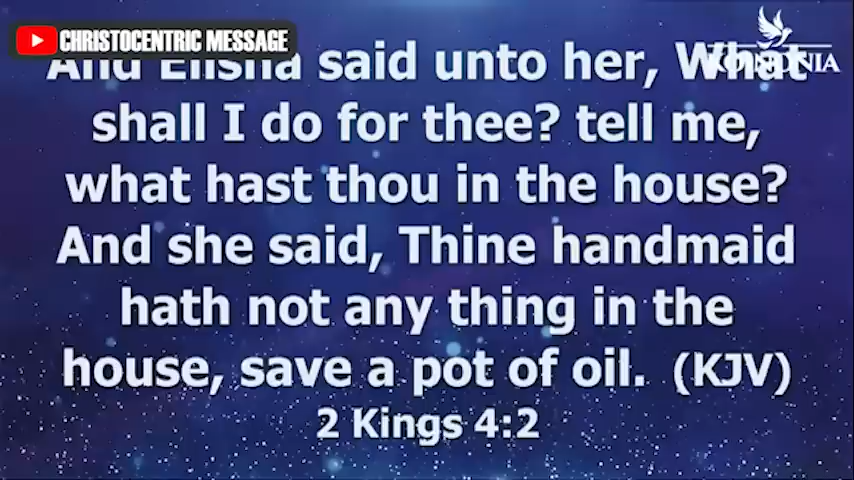 CHRISTOCENTRIC MESSAGE
KOINONIA
And Elisha said unto her, What
shall I do for thee? tell me,
what hast thou in the house?
And she said, Thine handmaid
hath not any thing in the
house, save a pot of oil. (KJV)
2 Kings 4:2